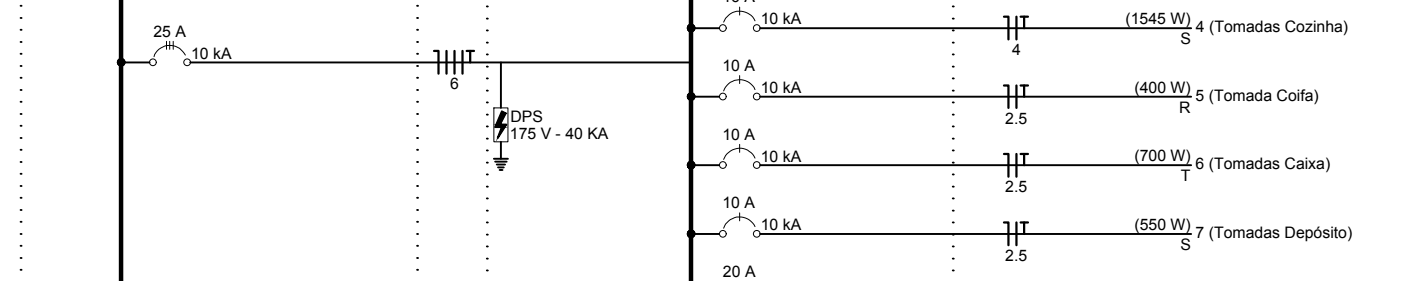 25 A
10 kA
6
DPS
175 V - 40 KA
10 kA
4
(1545 W)
S
4 (Tomadas Cozinha)
10 A
10 kA
T
2.5
(400 W)
R
5 (Tomada Coifa)
10 A
10 kA
T
2.5
(700 W)
T
6 (Tomadas Caixa)
10 A
10 kA
T
2.5
(550 W)
S
7 (Tomadas Depósito)
20 A